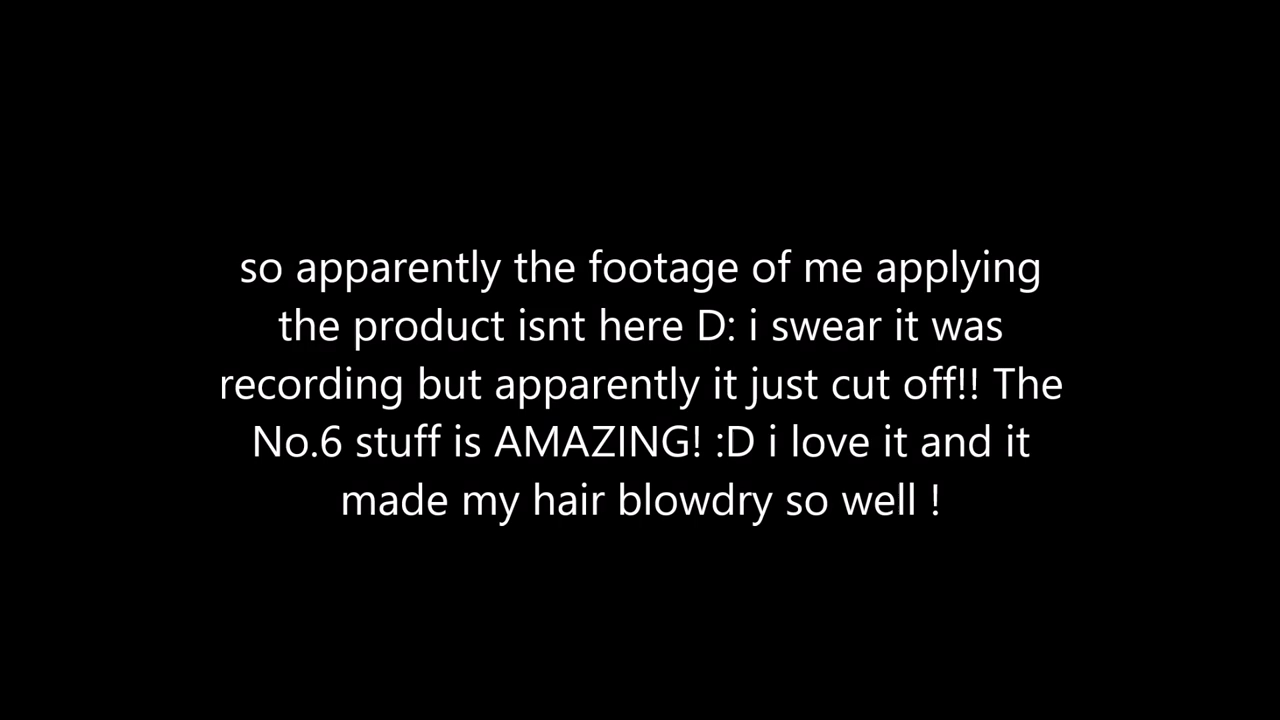 so apparently the footage of me applying
the product isnt here D: i swear it was
recording but apparently it just cut off!! The
No.6 stuff is AMAZING! :D i love it and it
made my hair blowdry so well !